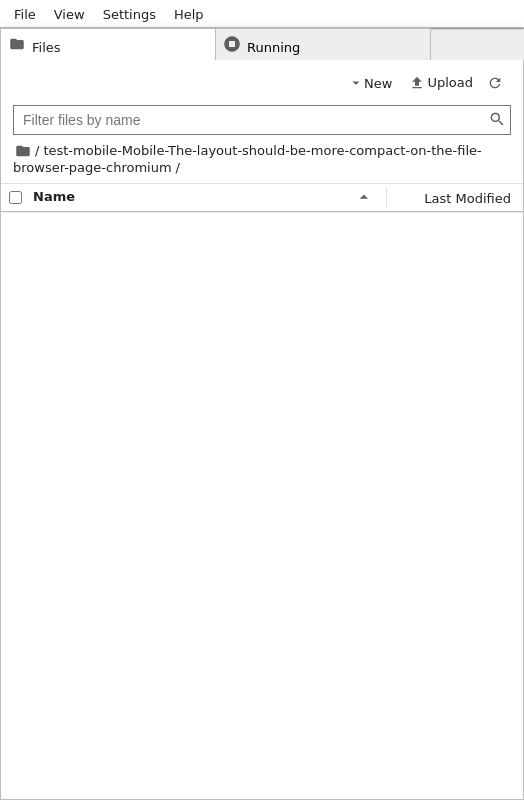 File View Settings Help
Files Running
New Upload
Filter files by name
/ test-mobile-Mobile-The-layout-should-be-more-compact-on-the-file-
browser-page-chromium /
Name Last Modified